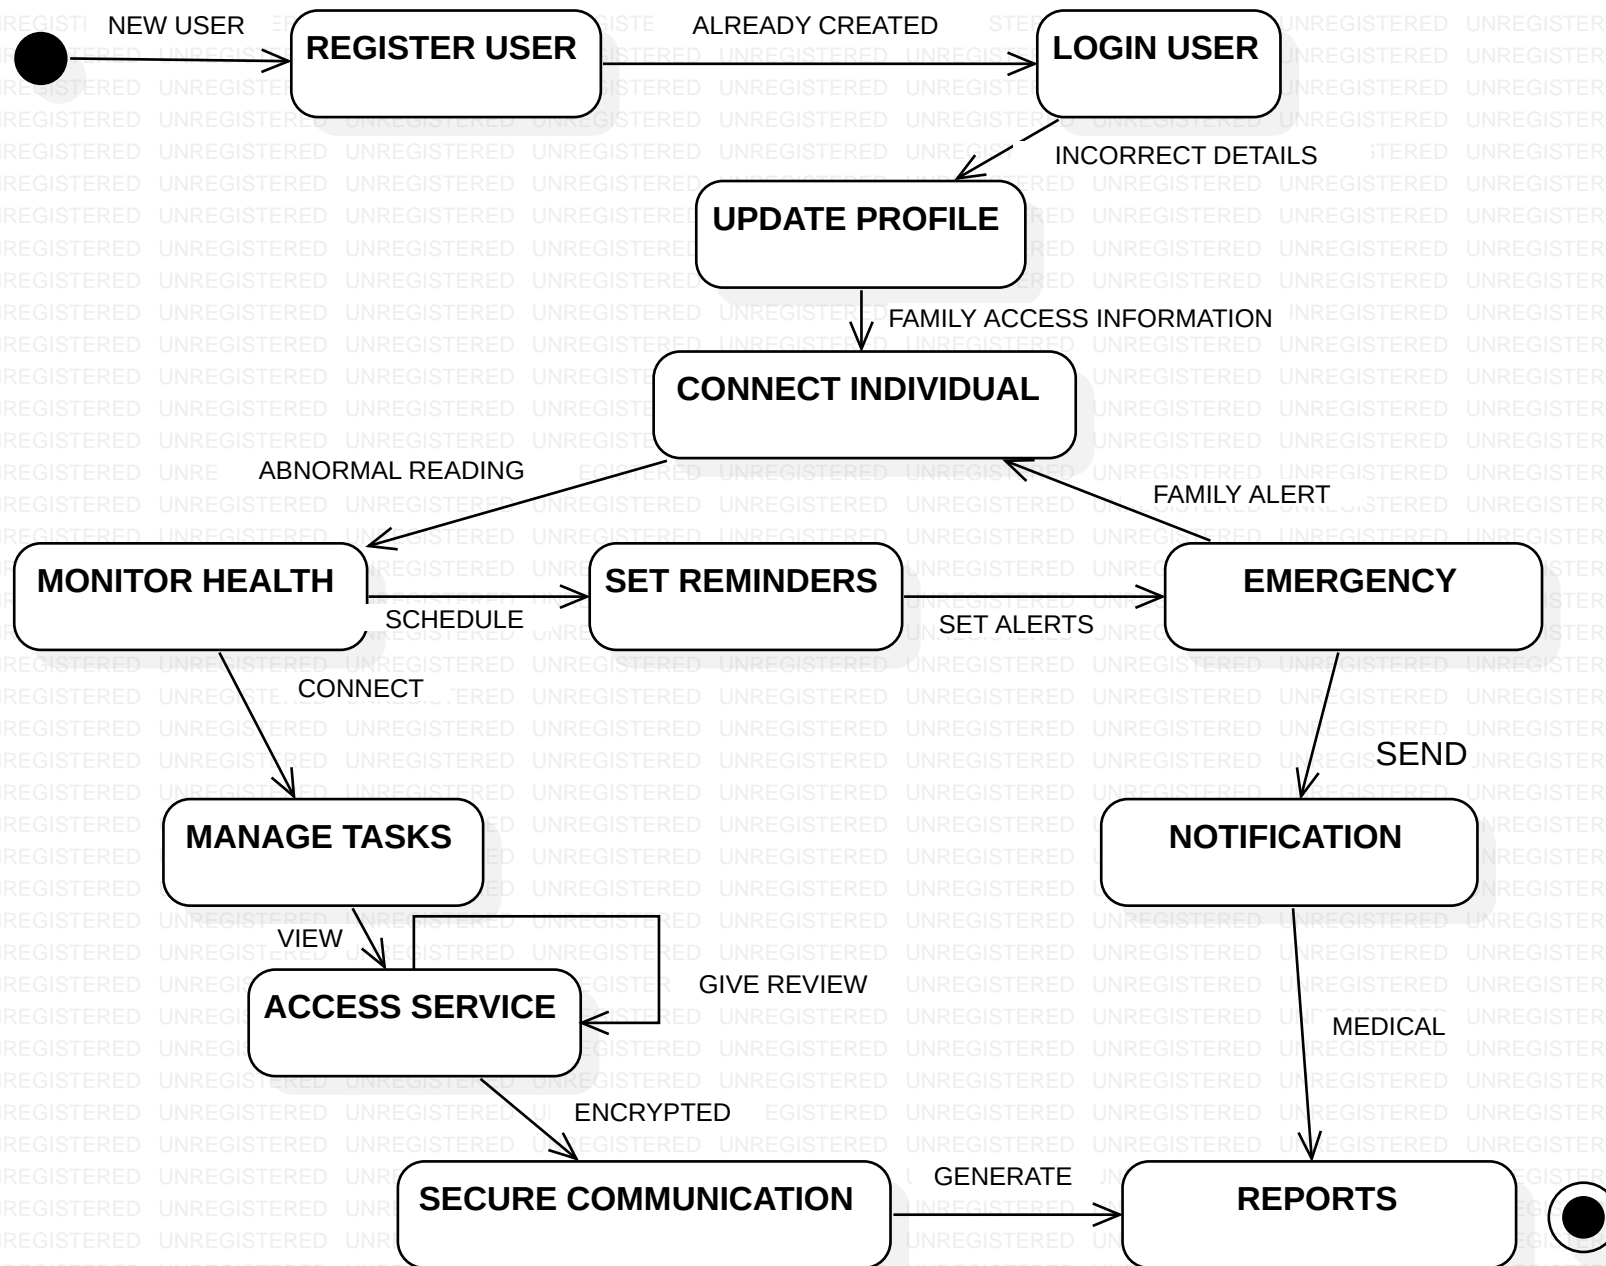 NEW USER
REGISTER USER
ALREADY CREATED
LOGIN USER
INCORRECT DETAILS
UPDATE PROFILE
FAMILY ACCESS INFORMATION
CONNECT INDIVIDUAL
ABNORMAL READING
FAMILY ALERT
MONITOR HEALTH
SCHEDULE
SET REMINDERS
SET ALERTS
EMERGENCY
CONNECT
SEND
MANAGE TASKS
NOTIFICATION
VIEW
ACCESS SERVICE
GIVE REVIEW
MEDICAL
ENCRYPTED
SECURE COMMUNICATION
GENERATE
REPORTS
UNREGISTERED